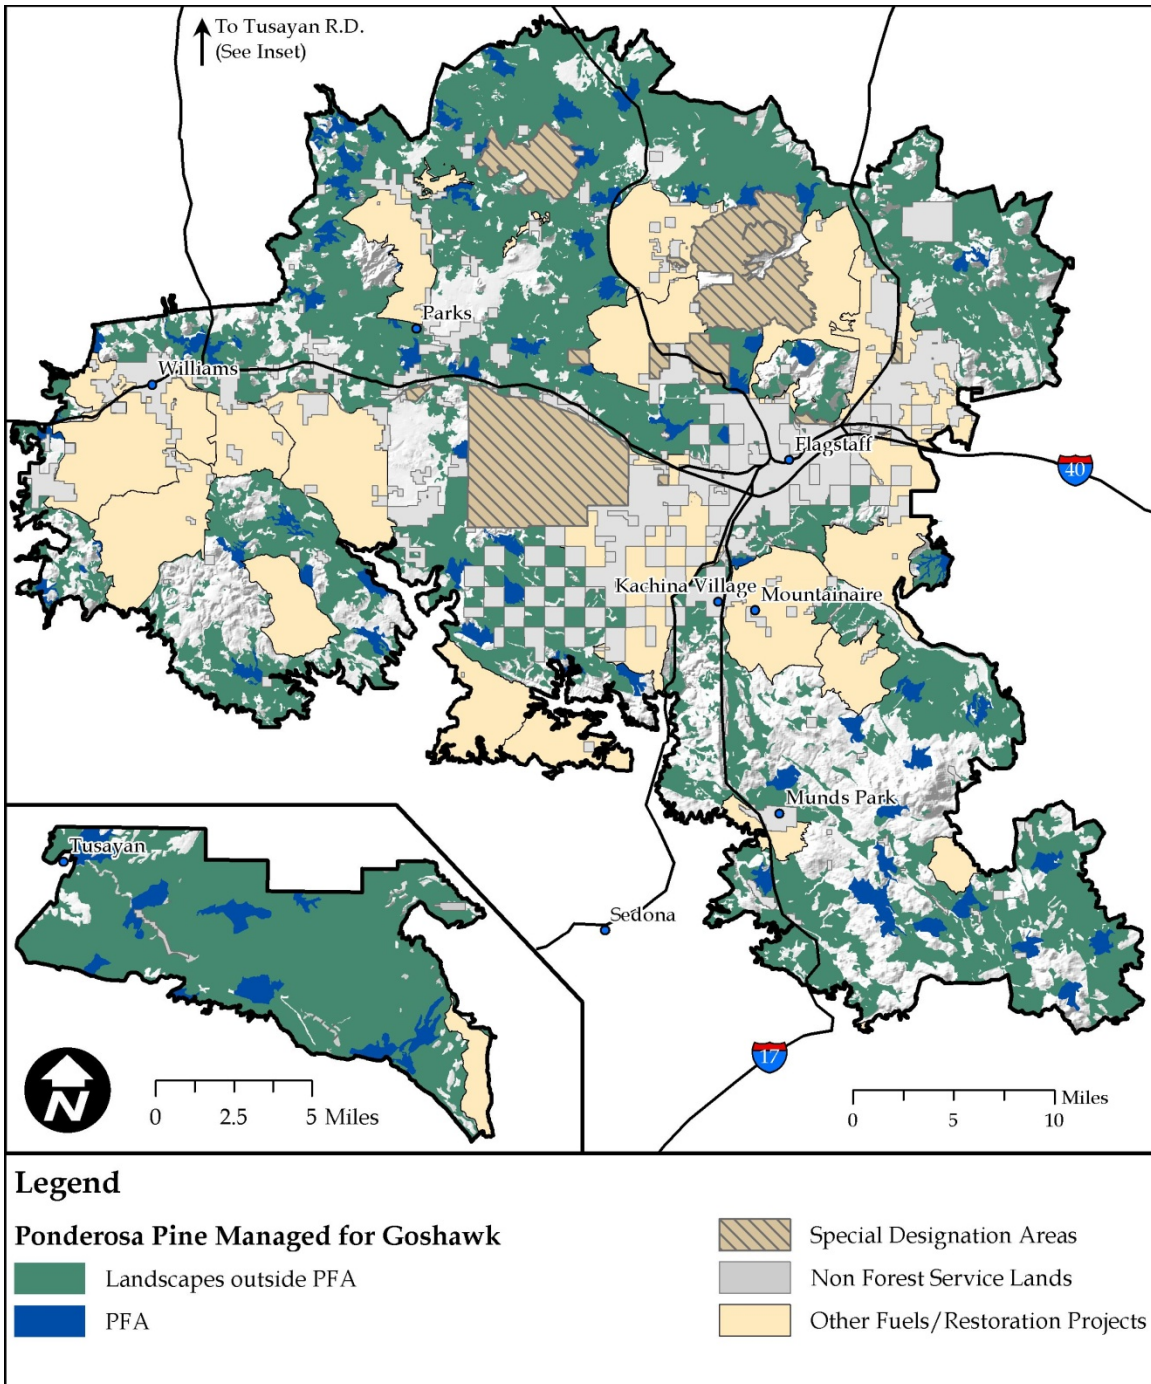 To Tusayan R.D.
(See Inset)
Parks
Williams
Flagstaff
40
Kachina Village
Mountainaire
Munds Park
Tusayan
Sedona
17
N
0 2.5 5 Miles
0 5 10 Miles
Legend
Ponderosa Pine Managed for Goshawk
Landscapes outside PFA
PFA
Special Designation Areas
Non Forest Service Lands
Other Fuels/Restoration Projects